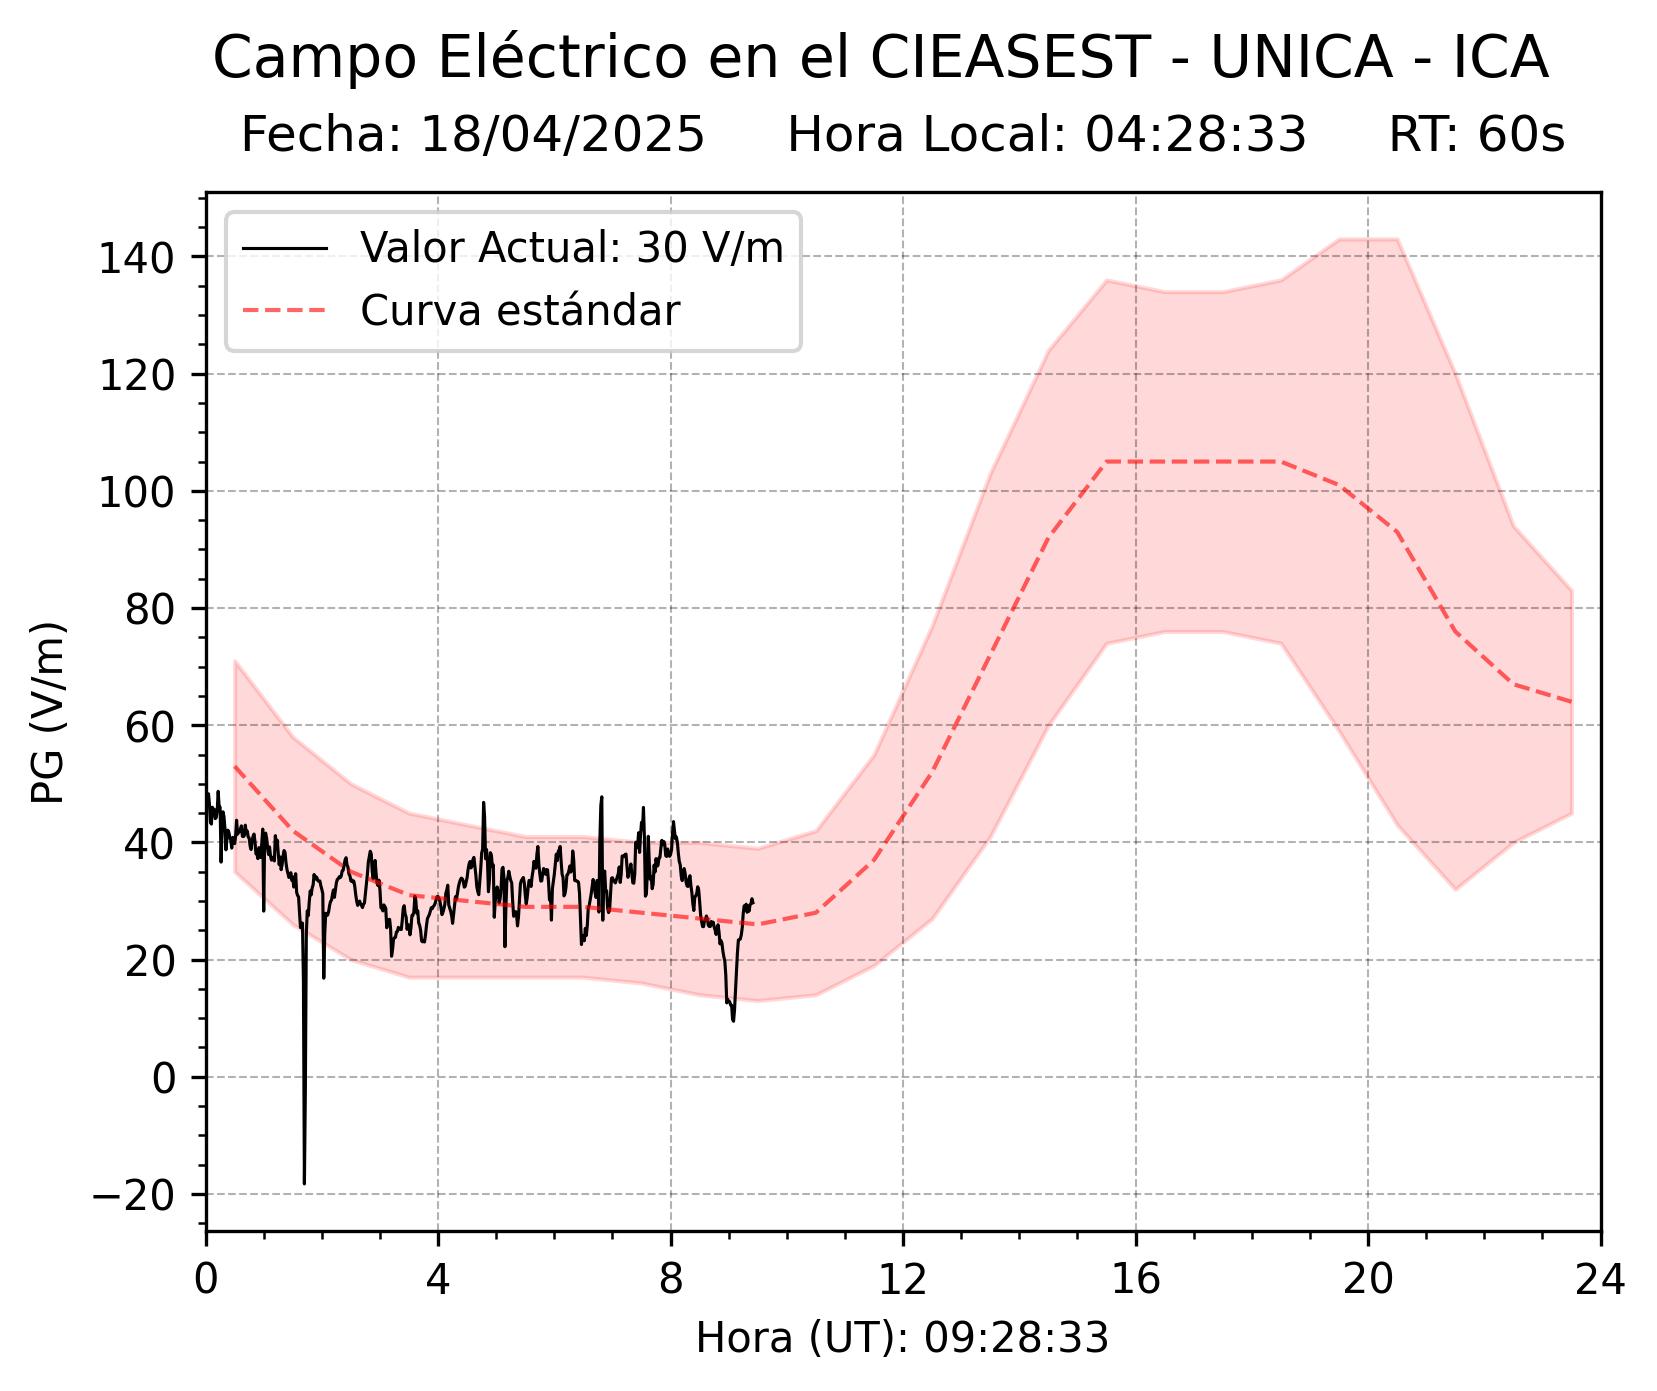 Campo Eléctrico en el CIEASEST - UNICA - ICA
Fecha: 18/04/2025 Hora Local: 04:28:33 RT: 60s
Valor Actual: 30 V/m
Curva estándar
PG (V/m)
140
120
100
80
60
40
20
0
−20
0 4 8 12 16 20 24
Hora (UT): 09:28:33